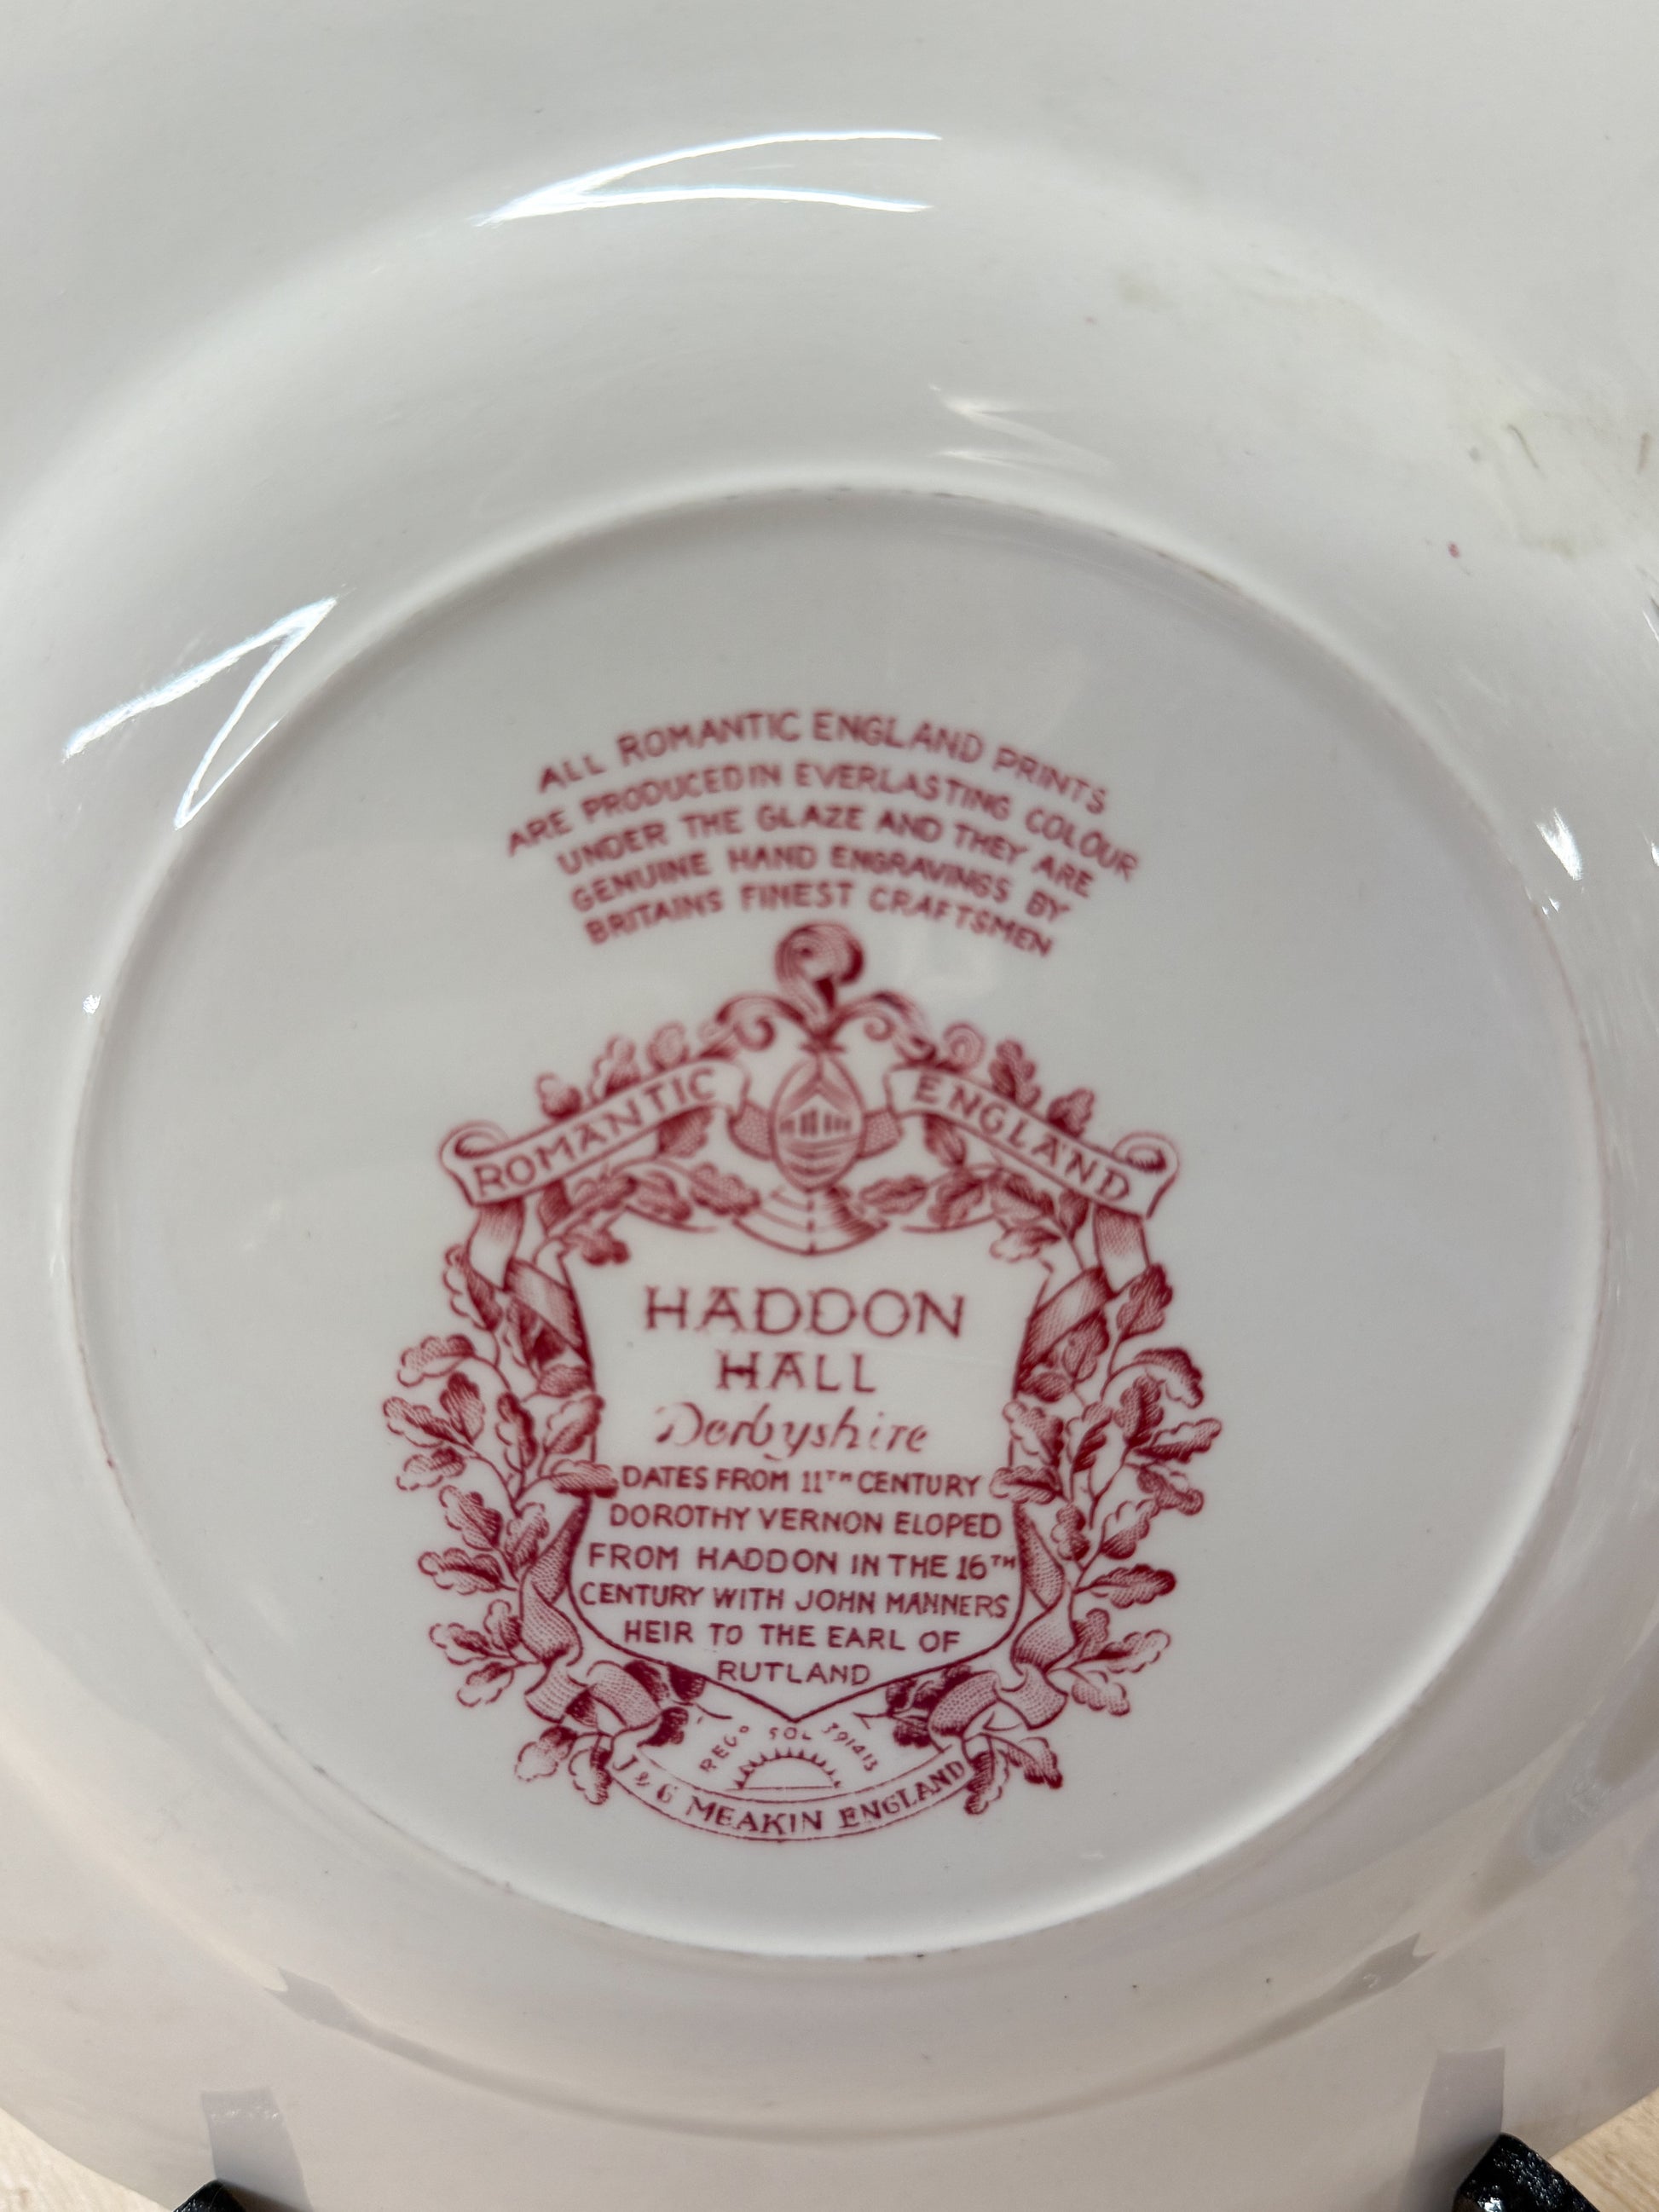 ALL ROMANTIC ENGLAND PRINTS
ARE PRODUCED IN EVERLASTING COLOUR
UNDER THE GLAZE AND THEY ARE
GENUINE HAND ENGRAVINGS BY
BRITAINS FINEST CRAFTSMEN
ROMANTIC ENGLAND
HADDON
HALL
Derbyshire
DATES FROM 11TH CENTURY
DOROTHY VERNON ELOPED
FROM HADDON IN THE 16TH
CENTURY WITH JOHN MANNERS
HEIR TO THE EARL OF
RUTLAND
REGD SOL 391413
J & G MEAKIN ENGLAND